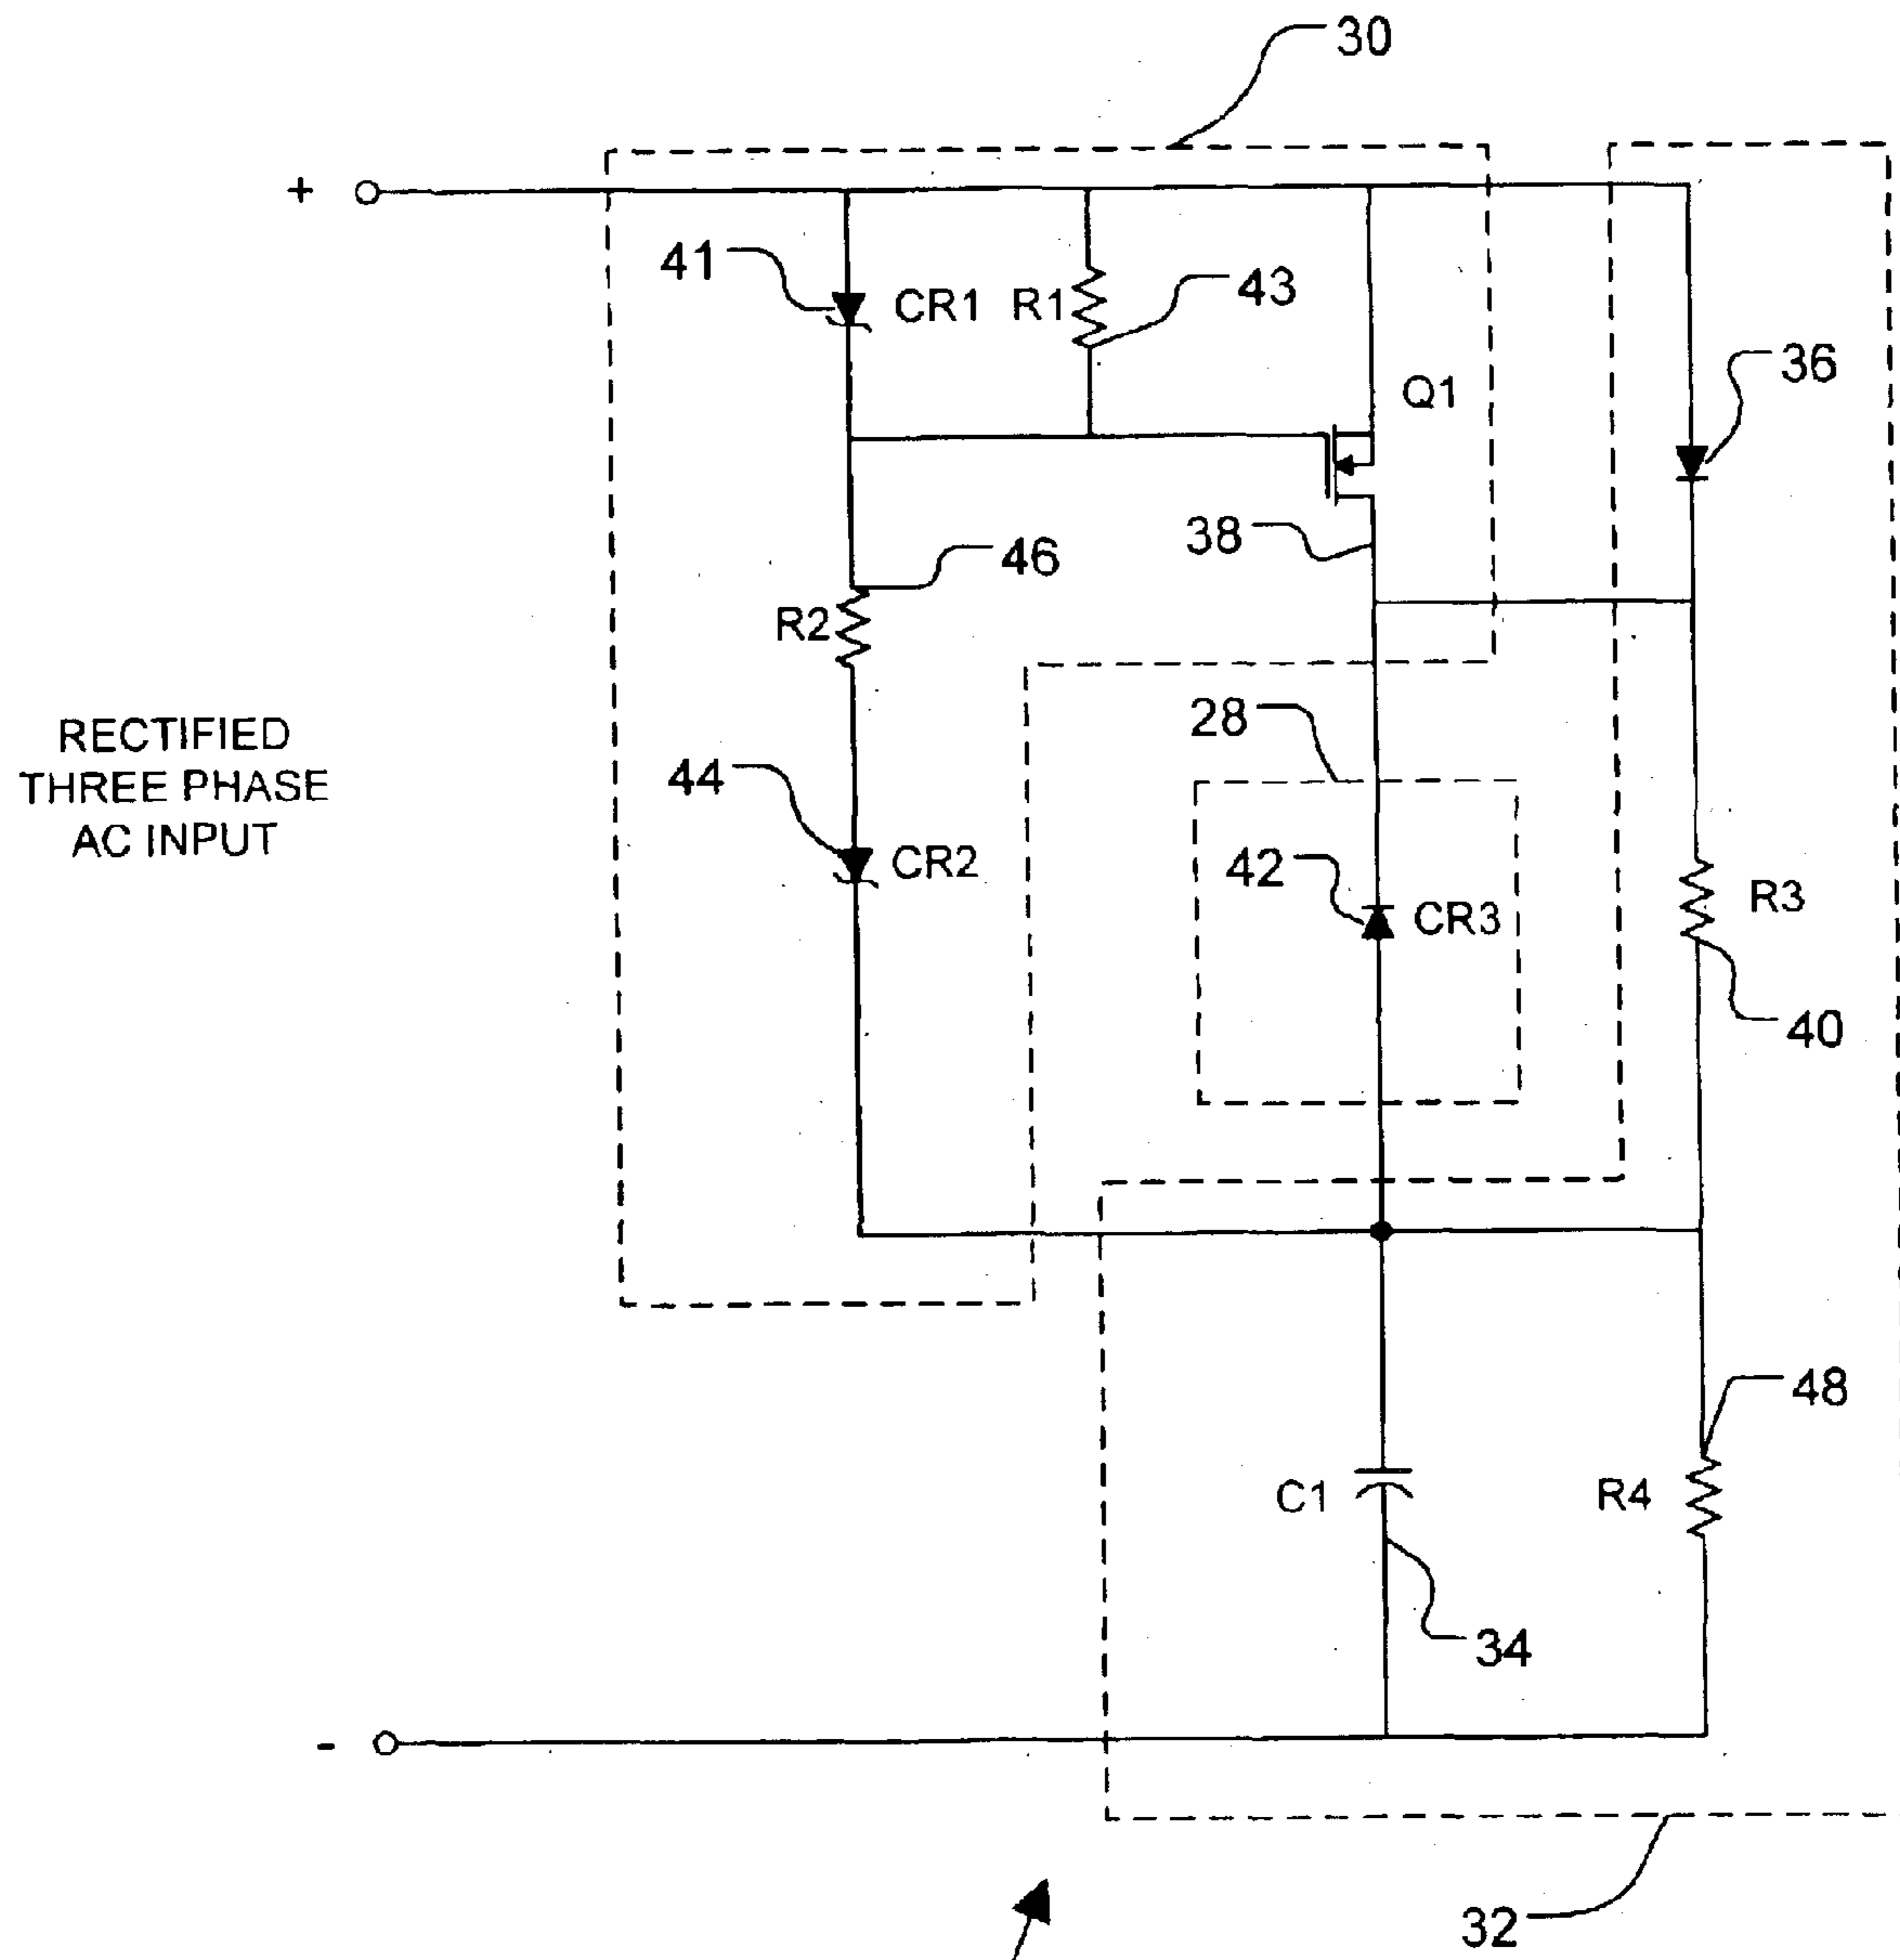 30
+
41
CR1
R1
43
Q1
36
38
46
R2
28
RECTIFIED
THREE PHASE
AC INPUT
44
CR2
42
CR3
R3
40
48
C1
R4
34
-
32